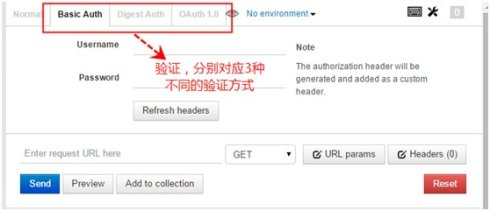 Normal Basic Auth Digest Auth OAuth 1.0 No environment 0
Username
Note
Password
The authorization header will be
generated and added as a custom
header.
验证，分别对应3种
不同的验证方式
Refresh headers
Enter request URL here GET URL params Headers (0)
Send Preview Add to collection Reset